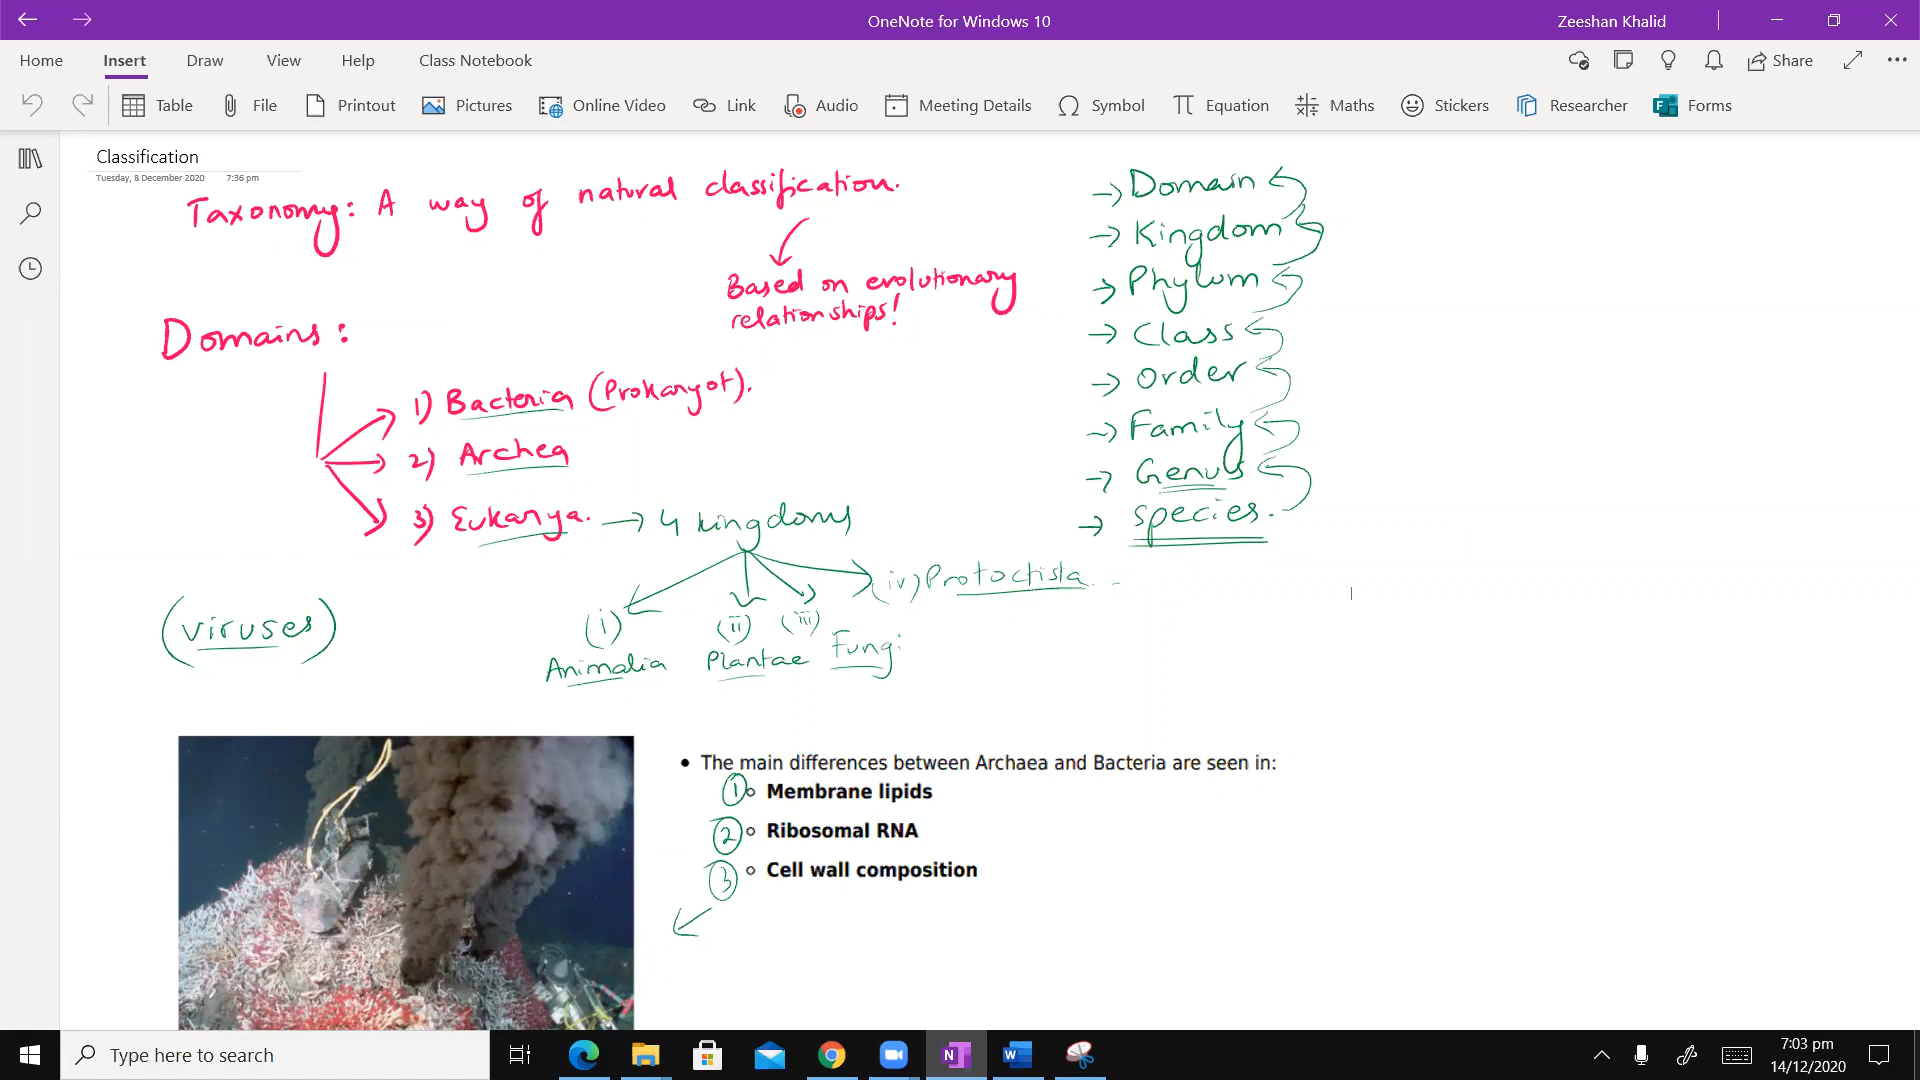 OneNote for Windows 10
Zeeshan Khalid
Home Insert Draw View Help Class Notebook
Share
Table File Printout Pictures Online Video Link Audio Meeting Details Symbol Equation Maths Stickers Researcher Forms
Classification
Tuesday, 8 December 2020 7:36 pm
Taxonomy: A way of natural classification.
Based on evolutionary
relationships!
Domains:
1) Bacteria (Prokaryot).
2) Archea
3) Eukarya. → 4 kingdoms
(i) (ii) (iii) (iv) Protoctista
Animalia Plantae Fungi
(viruses)
→ Domain
→ Kingdom
→ Phylum
→ Class
→ Order
→ Family
→ Genus
→ Species.
• The main differences between Archaea and Bacteria are seen in:
① ○ Membrane lipids
② ○ Ribosomal RNA
③ ○ Cell wall composition
Type here to search
7:03 pm
14/12/2020